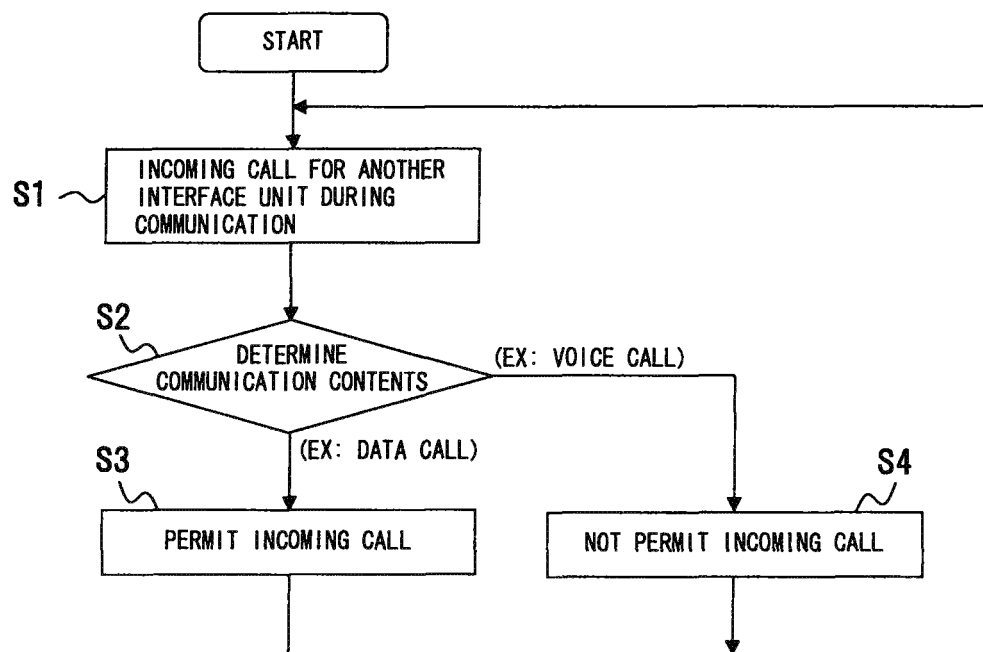 START
S1
INCOMING CALL FOR ANOTHER
INTERFACE UNIT DURING
COMMUNICATION
S2
DETERMINE
COMMUNICATION CONTENTS
(EX: VOICE CALL)
(EX: DATA CALL)
S3
PERMIT INCOMING CALL
S4
NOT PERMIT INCOMING CALL